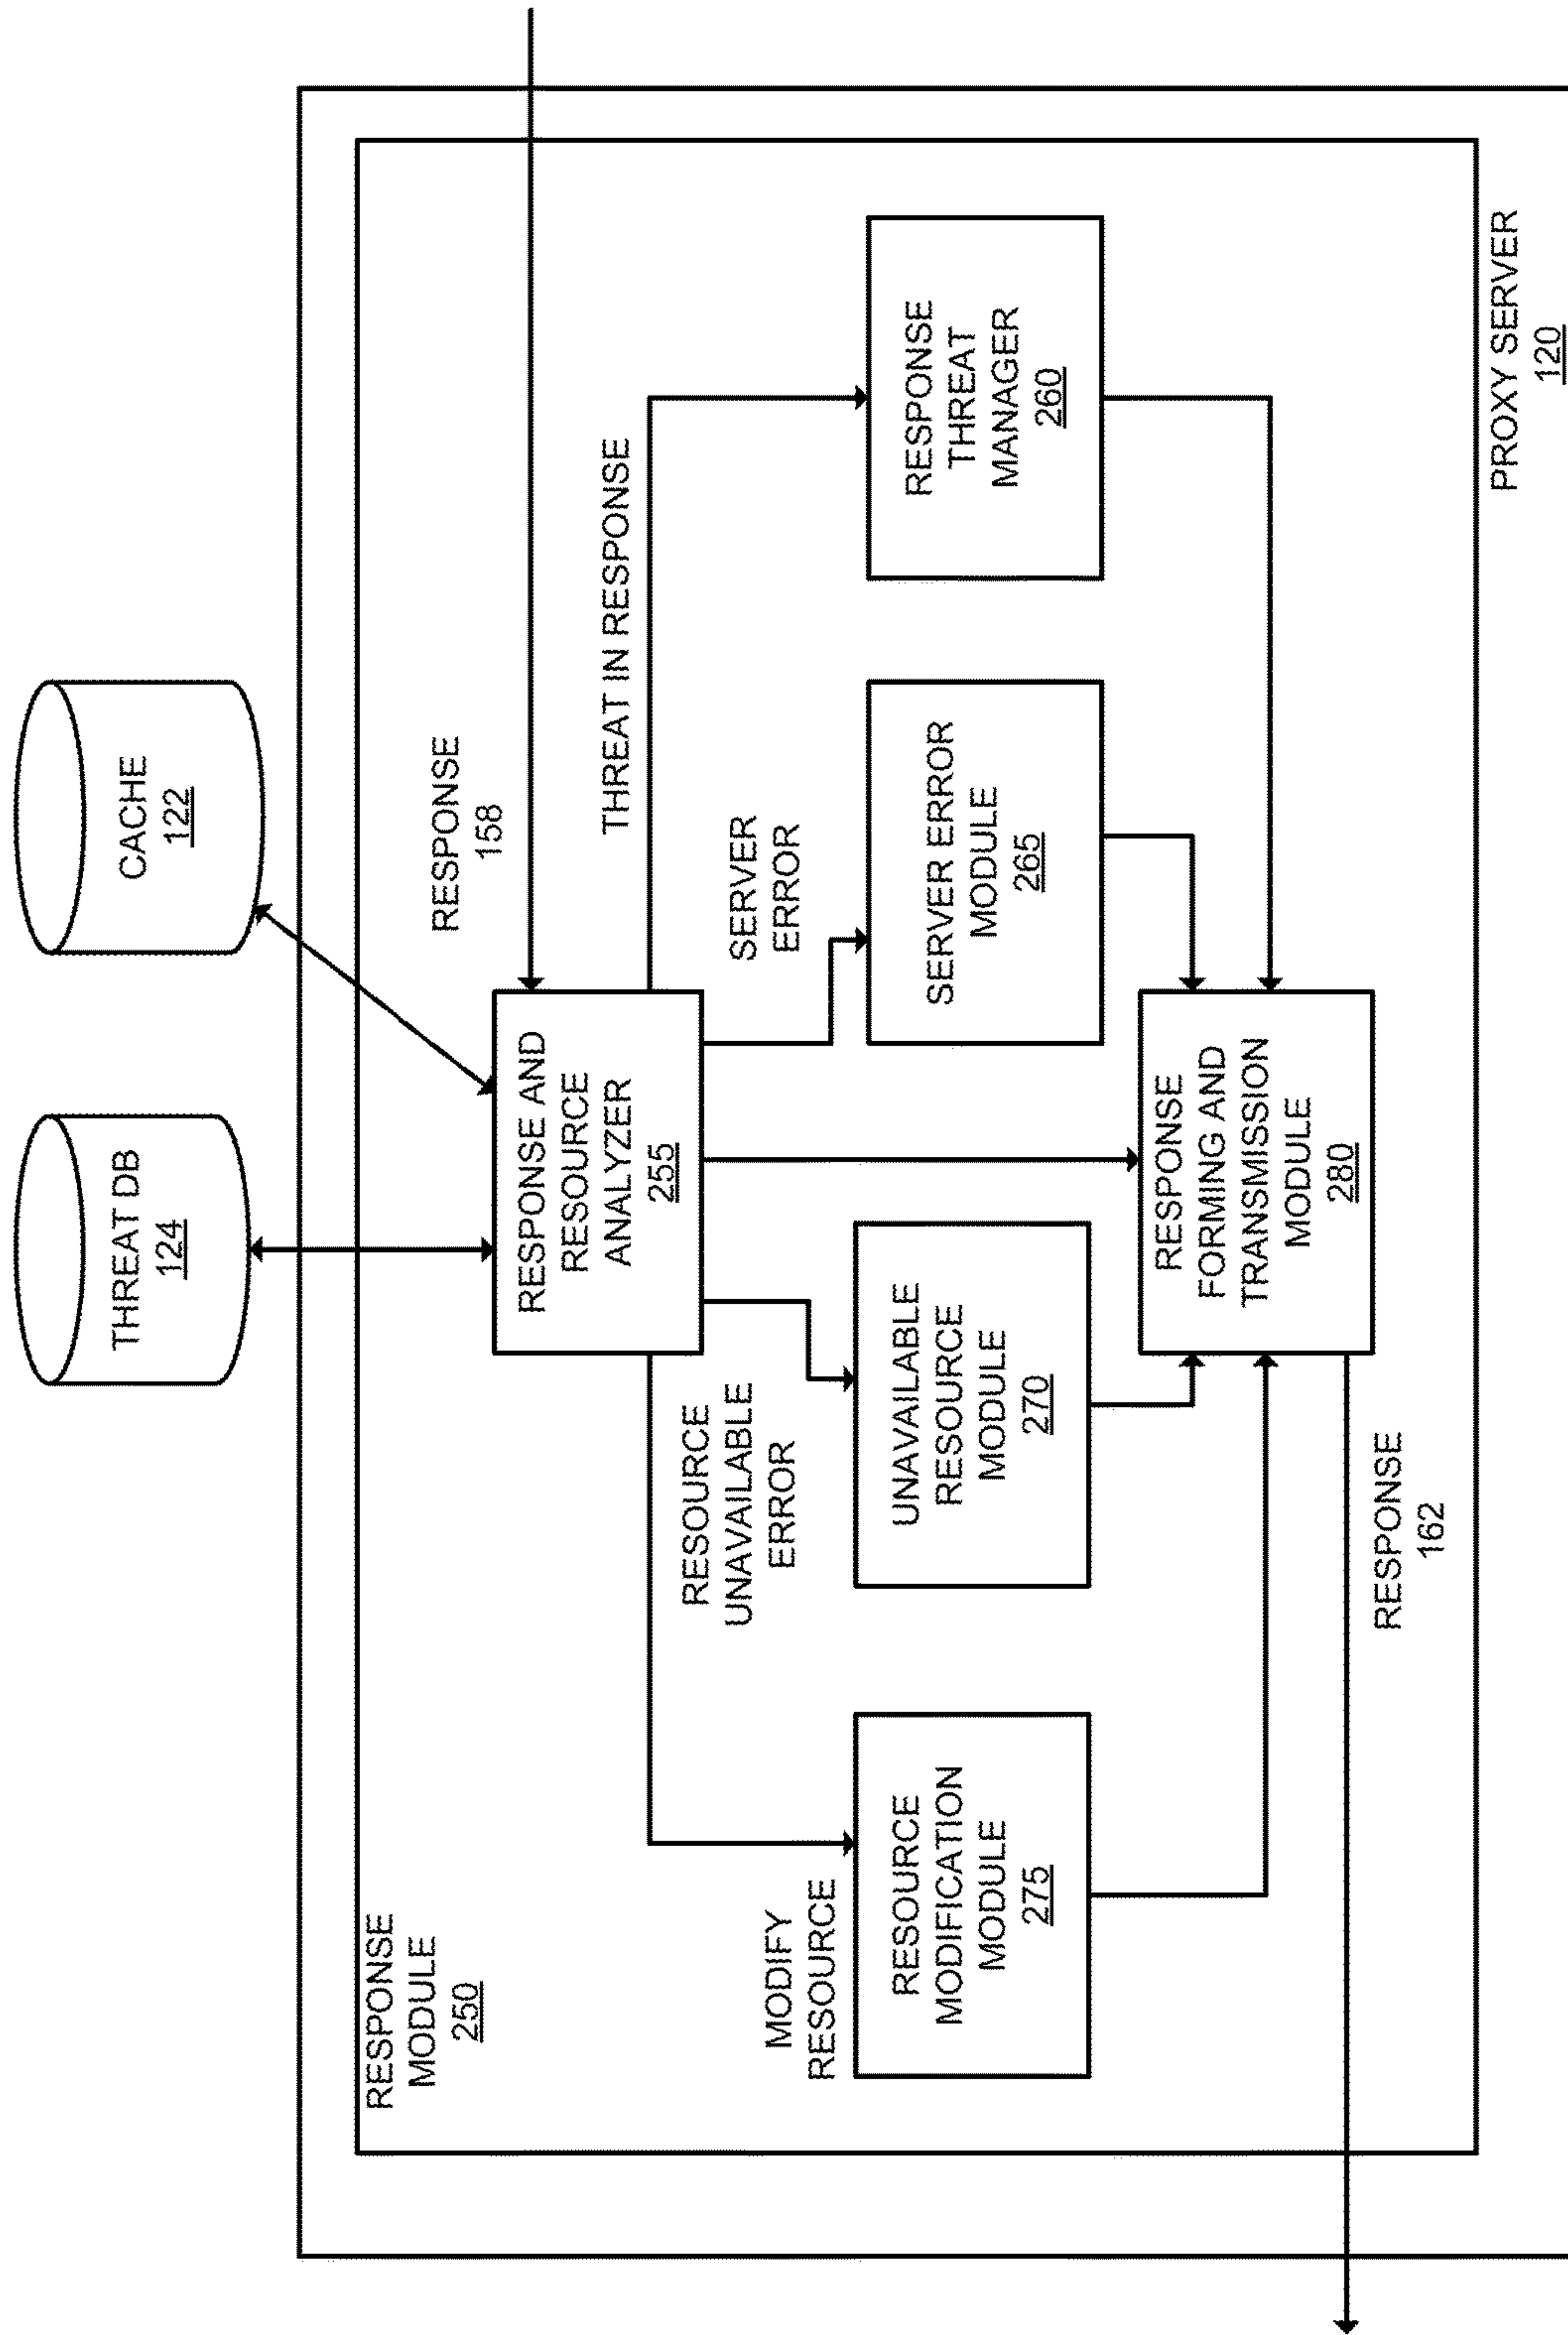 THREAT DB
124
CACHE
122
RESPONSE
MODULE
250
RESPONSE
158
RESPONSE AND
RESOURCE
ANALYZER
255
THREAT IN RESPONSE
MODIFY
RESOURCE
RESOURCE
UNAVAILABLE
ERROR
SERVER
ERROR
RESOURCE
MODIFICATION
MODULE
275
UNAVAILABLE
RESOURCE
MODULE
270
SERVER ERROR
MODULE
265
RESPONSE
THREAT
MANAGER
260
RESPONSE
FORMING AND
TRANSMISSION
MODULE
280
RESPONSE
162
PROXY SERVER
120